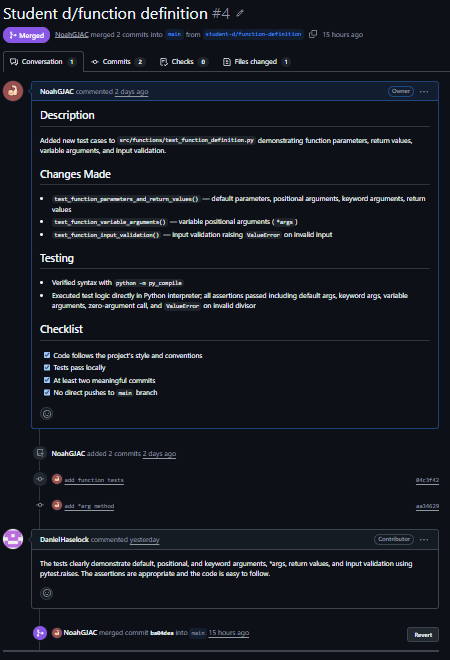 Student d/function definition #4
Merged NoahGJAC merged 2 commits into main from student-d/function-definition 15 hours ago
Conversation 1 Commits 2 Checks 0 Files changed 1
NoahGJAC commented 2 days ago Owner ...
Description
Added new test cases to src/functions/test_function_definition.py demonstrating function parameters, return values,
variable arguments, and input validation.
Changes Made
• test_function_parameters_and_return_values() — default parameters, positional arguments, keyword arguments, return
values
• test_function_variable_arguments() — variable positional arguments ( *args )
• test_function_input_validation() — input validation raising ValueError on invalid input
Testing
• Verified syntax with python -m py_compile
• Executed test logic directly in Python interpreter; all assertions passed including default args, keyword args, variable
arguments, zero-argument call, and ValueError on invalid divisor
Checklist
Code follows the project's style and conventions
Tests pass locally
At least two meaningful commits
No direct pushes to main branch
NoahGJAC added 2 commits 2 days ago
add function tests 04c3f42
add *arg method aa34629
DanielHaselock commented yesterday Contributor ...
The tests clearly demonstrate default, positional, and keyword arguments, *args, return values, and input validation using
pytest.raises. The assertions are appropriate and the code is easy to follow.
NoahGJAC merged commit into main 15 hours ago Revert